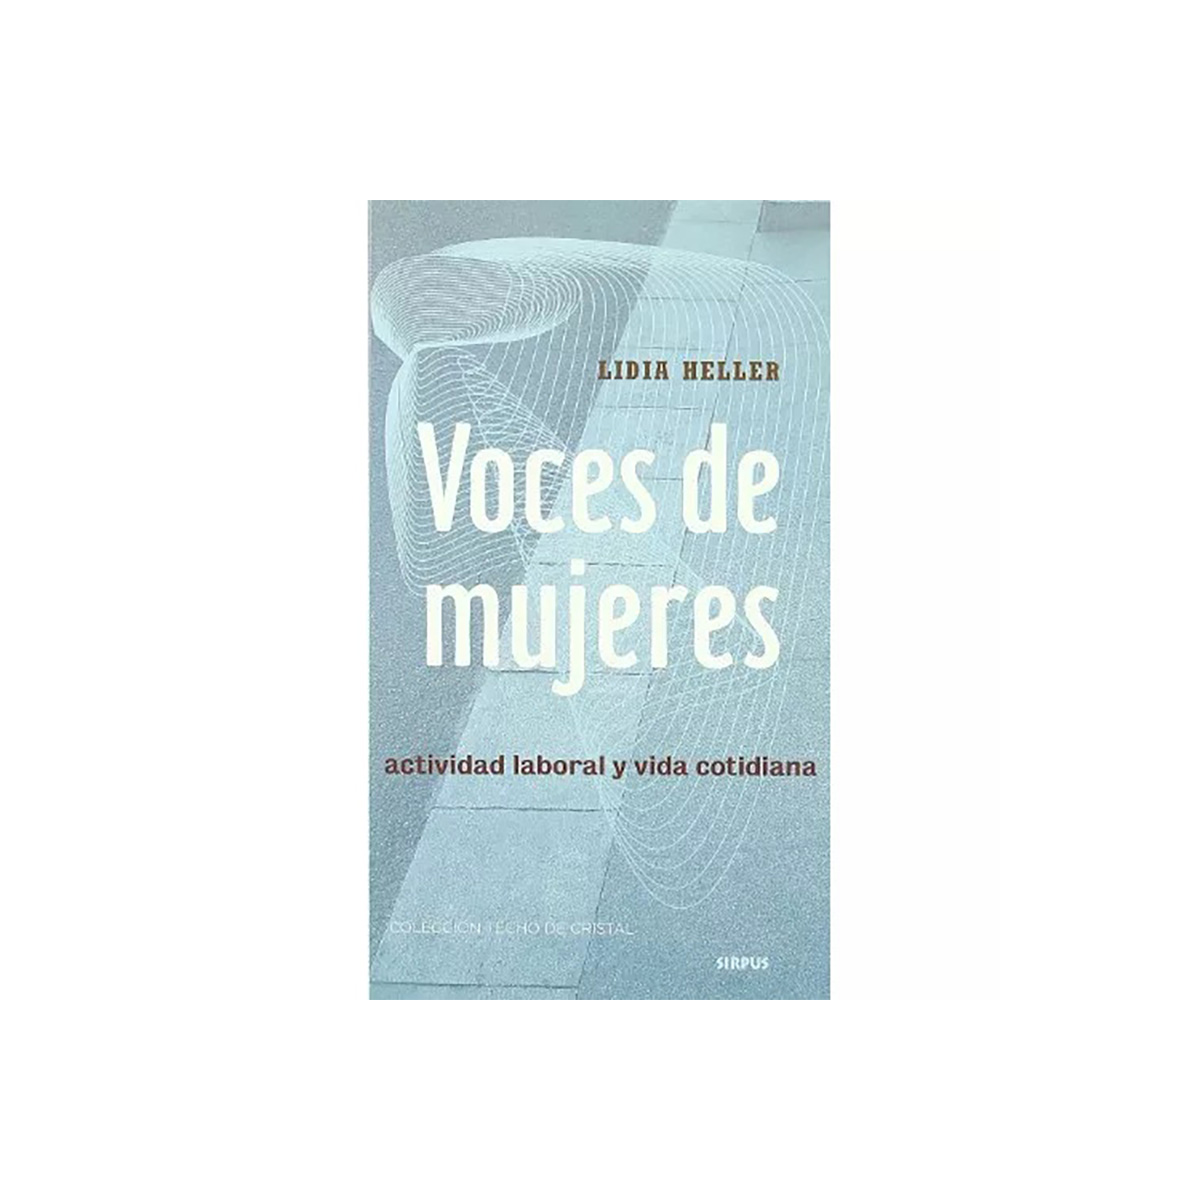 LIDIA HELLER
Voces de
mujeres
actividad laboral y vida cotidiana
COLECCIÓN TECHO DE CRISTAL
SIRPUS